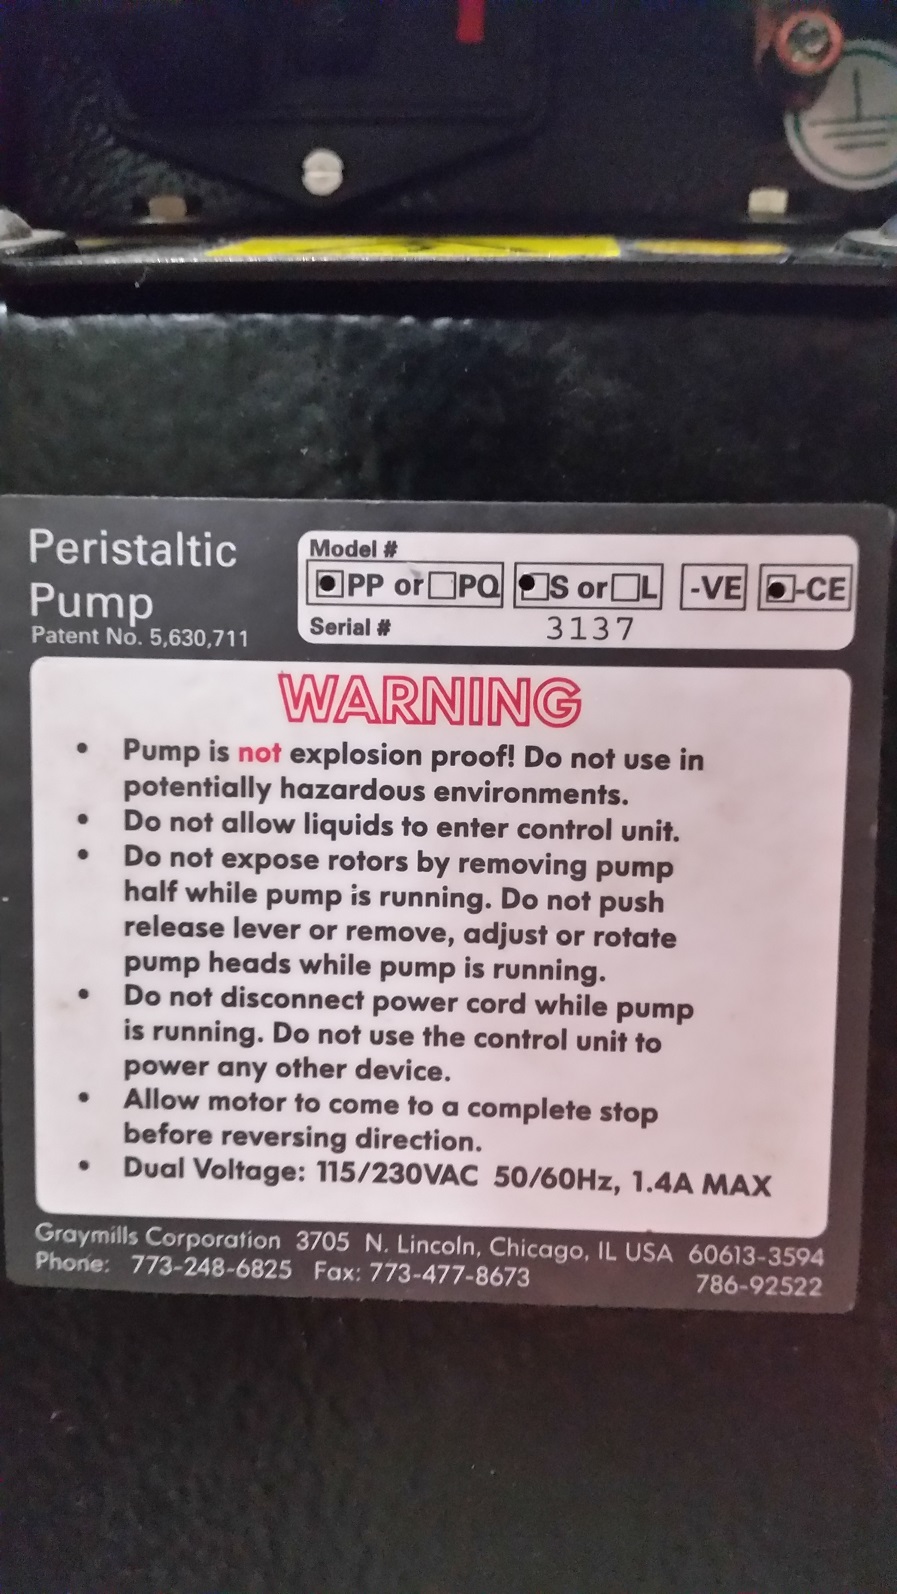 Peristaltic
Pump
Patent No. 5,630,711
Model #
PP or PQ S or L -VE -CE
Serial # 3137
WARNING
• Pump is not explosion proof! Do not use in
potentially hazardous environments.
• Do not allow liquids to enter control unit.
• Do not expose rotors by removing pump
half while pump is running. Do not push
release lever or remove, adjust or rotate
pump heads while pump is running.
• Do not disconnect power cord while pump
is running. Do not use the control unit to
power any other device.
• Allow motor to come to a complete stop
before reversing direction.
• Dual Voltage: 115/230VAC 50/60Hz, 1.4A MAX
Graymills Corporation 3705 N. Lincoln, Chicago, IL USA 60613-3594
Phone: 773-248-6825 Fax: 773-477-8673 786-92522